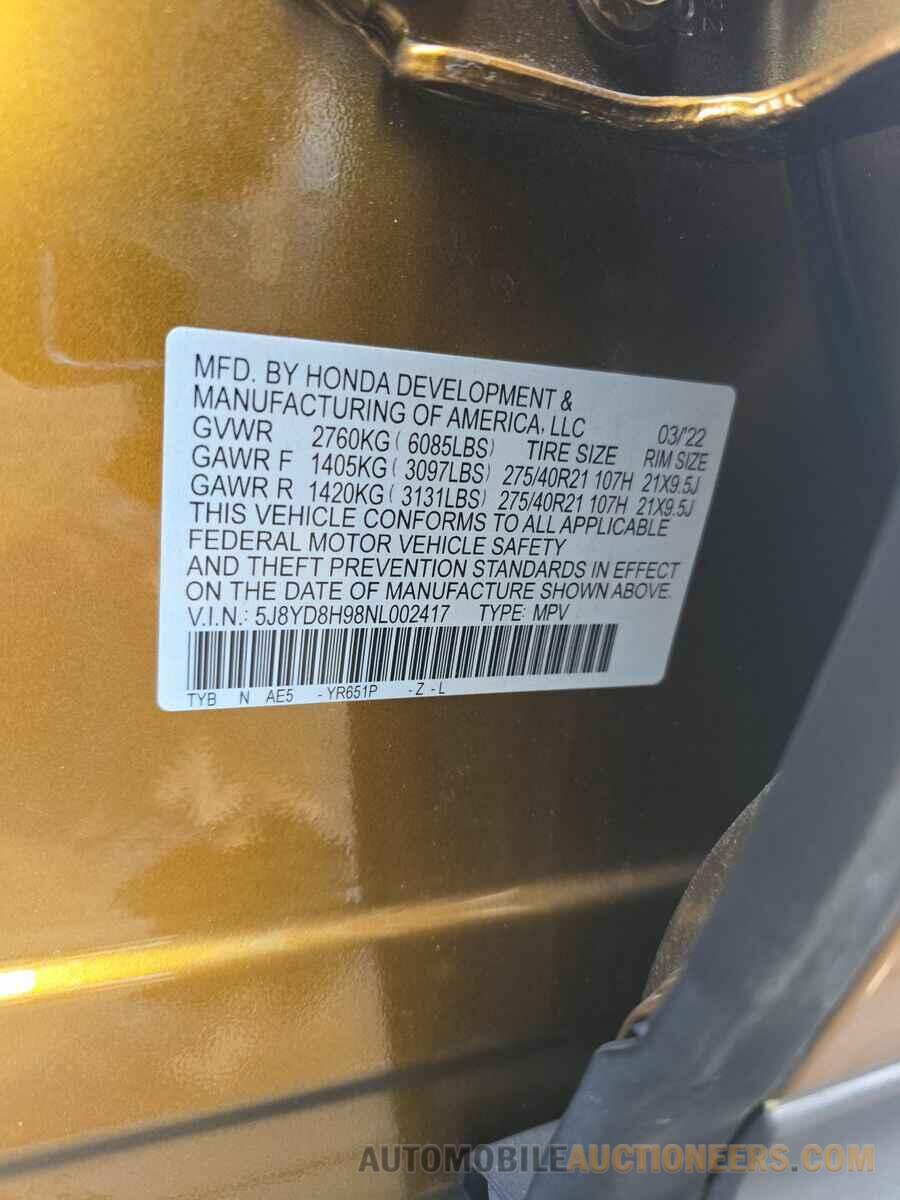 MFD. BY HONDA DEVELOPMENT &
MANUFACTURING OF AMERICA, LLC 03/'22
GVWR 2760KG ( 6085LBS) TIRE SIZE RIM SIZE
GAWR F 1405KG ( 3097LBS) 275/40R21 107H 21X9.5J
GAWR R 1420KG ( 3131LBS) 275/40R21 107H 21X9.5J
THIS VEHICLE CONFORMS TO ALL APPLICABLE
FEDERAL MOTOR VEHICLE SAFETY
AND THEFT PREVENTION STANDARDS IN EFFECT
ON THE DATE OF MANUFACTURE SHOWN ABOVE.
V.I.N.: 5J8YD8H98NL002417 TYPE: MPV
TYB N AE5 -YR651P -Z -L
AUTOMOBILEAUCTIONEERS.COM